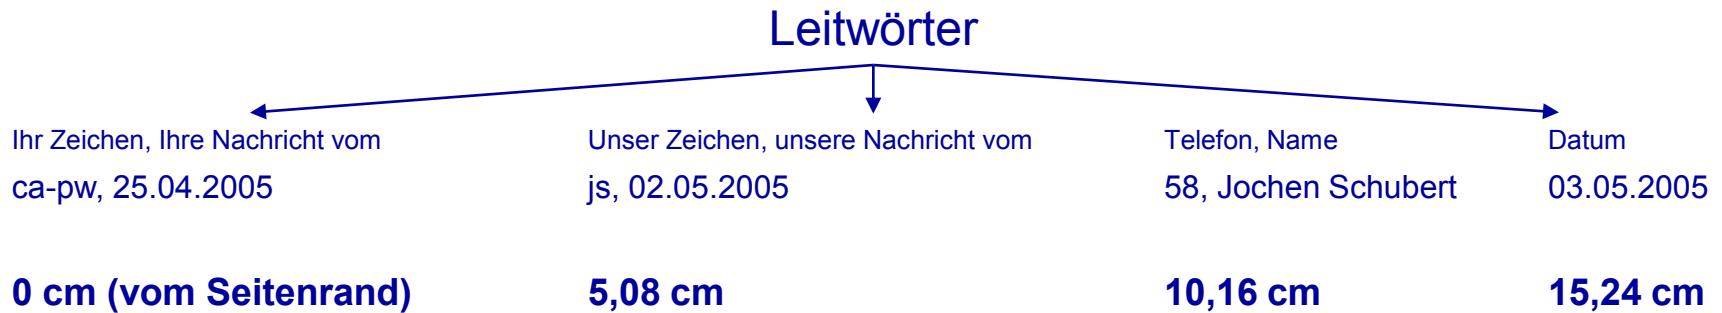 Leitwörter
Ihr Zeichen, Ihre Nachricht vom Unser Zeichen, unsere Nachricht vom Telefon, Name Datum
ca-pw, 25.04.2005 js, 02.05.2005 58, Jochen Schubert 03.05.2005
0 cm (vom Seitenrand) 5,08 cm 10,16 cm 15,24 cm